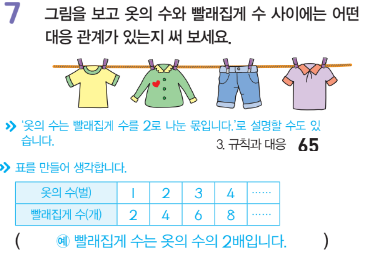 7 그림을 보고 옷의 수와 빨래집게 수 사이에는 어떤
대응 관계가 있는지 써 보세요.
≫ '옷의 수는 빨래집게 수를 2로 나눈 몫입니다.'로 설명할 수도 있
습니다.
3. 규칙과 대응 65
≫ 표를 만들어 생각합니다.
옷의 수(벌) 1 2 3 4 ……
빨래집게 수(개) 2 4 6 8 ……
( 예 빨래집게 수는 옷의 수의 2배입니다. )